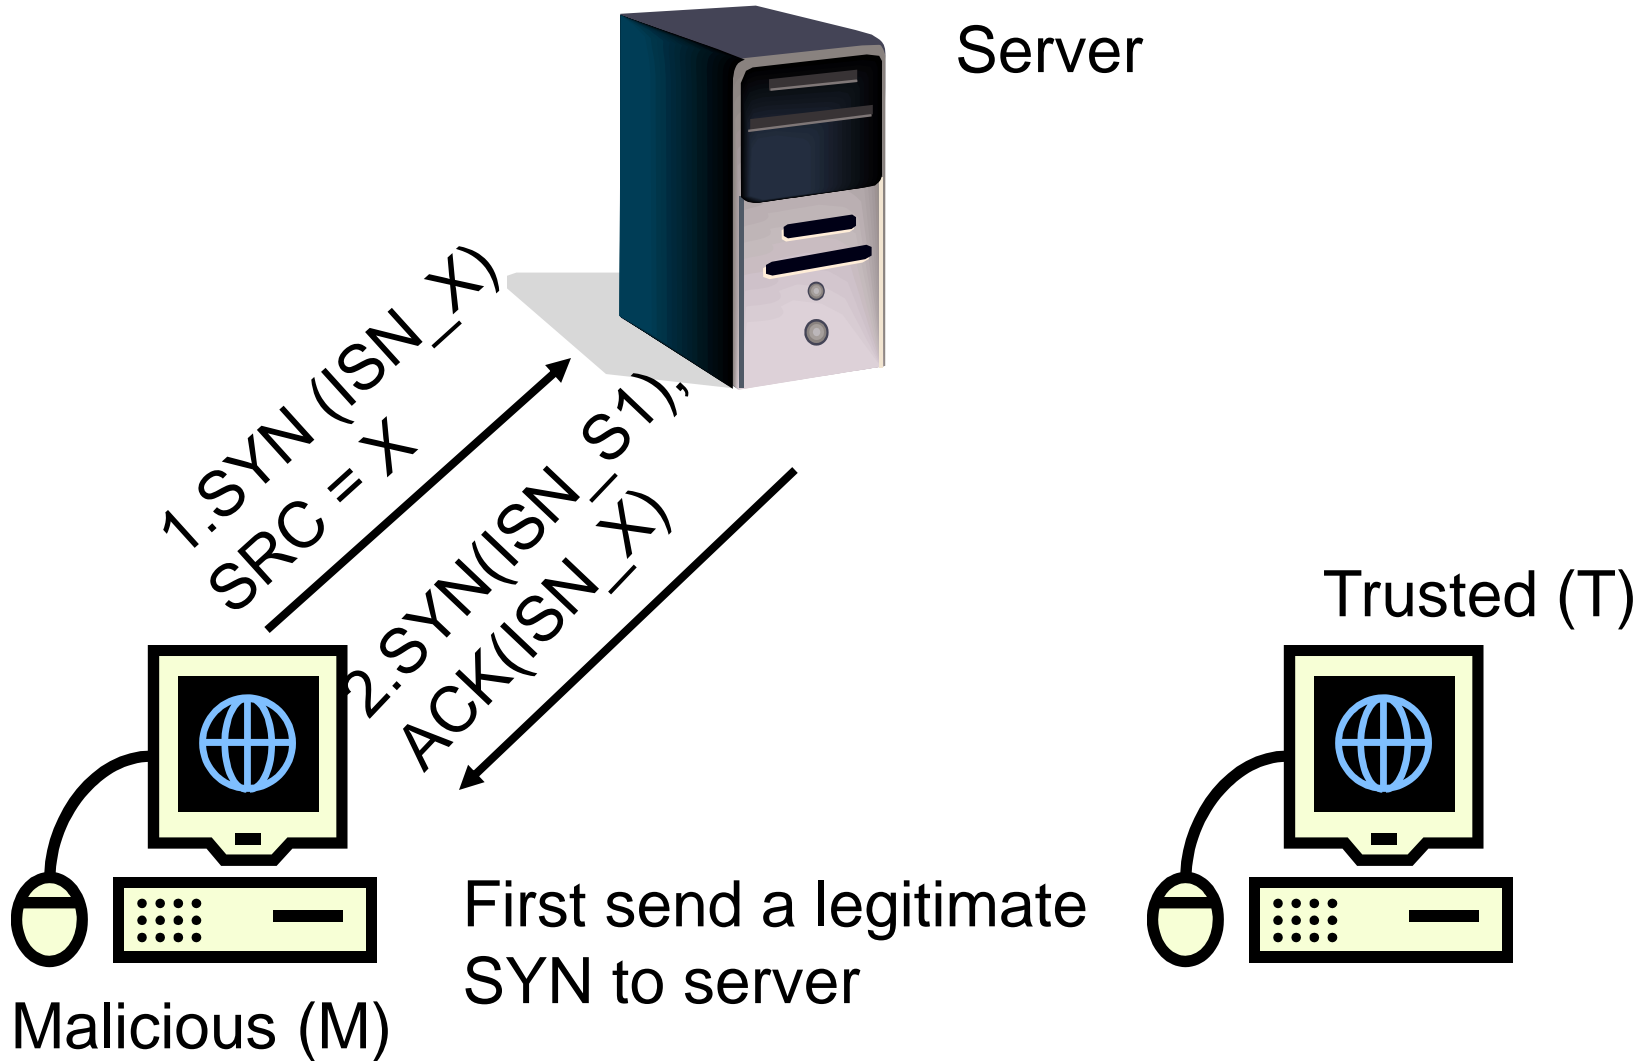 Server
1.SYN (ISN_X)
SRC = X
2.SYN(ISN_S1),
ACK(ISN_X)
Trusted (T)
First send a legitimate
SYN to server
Malicious (M)